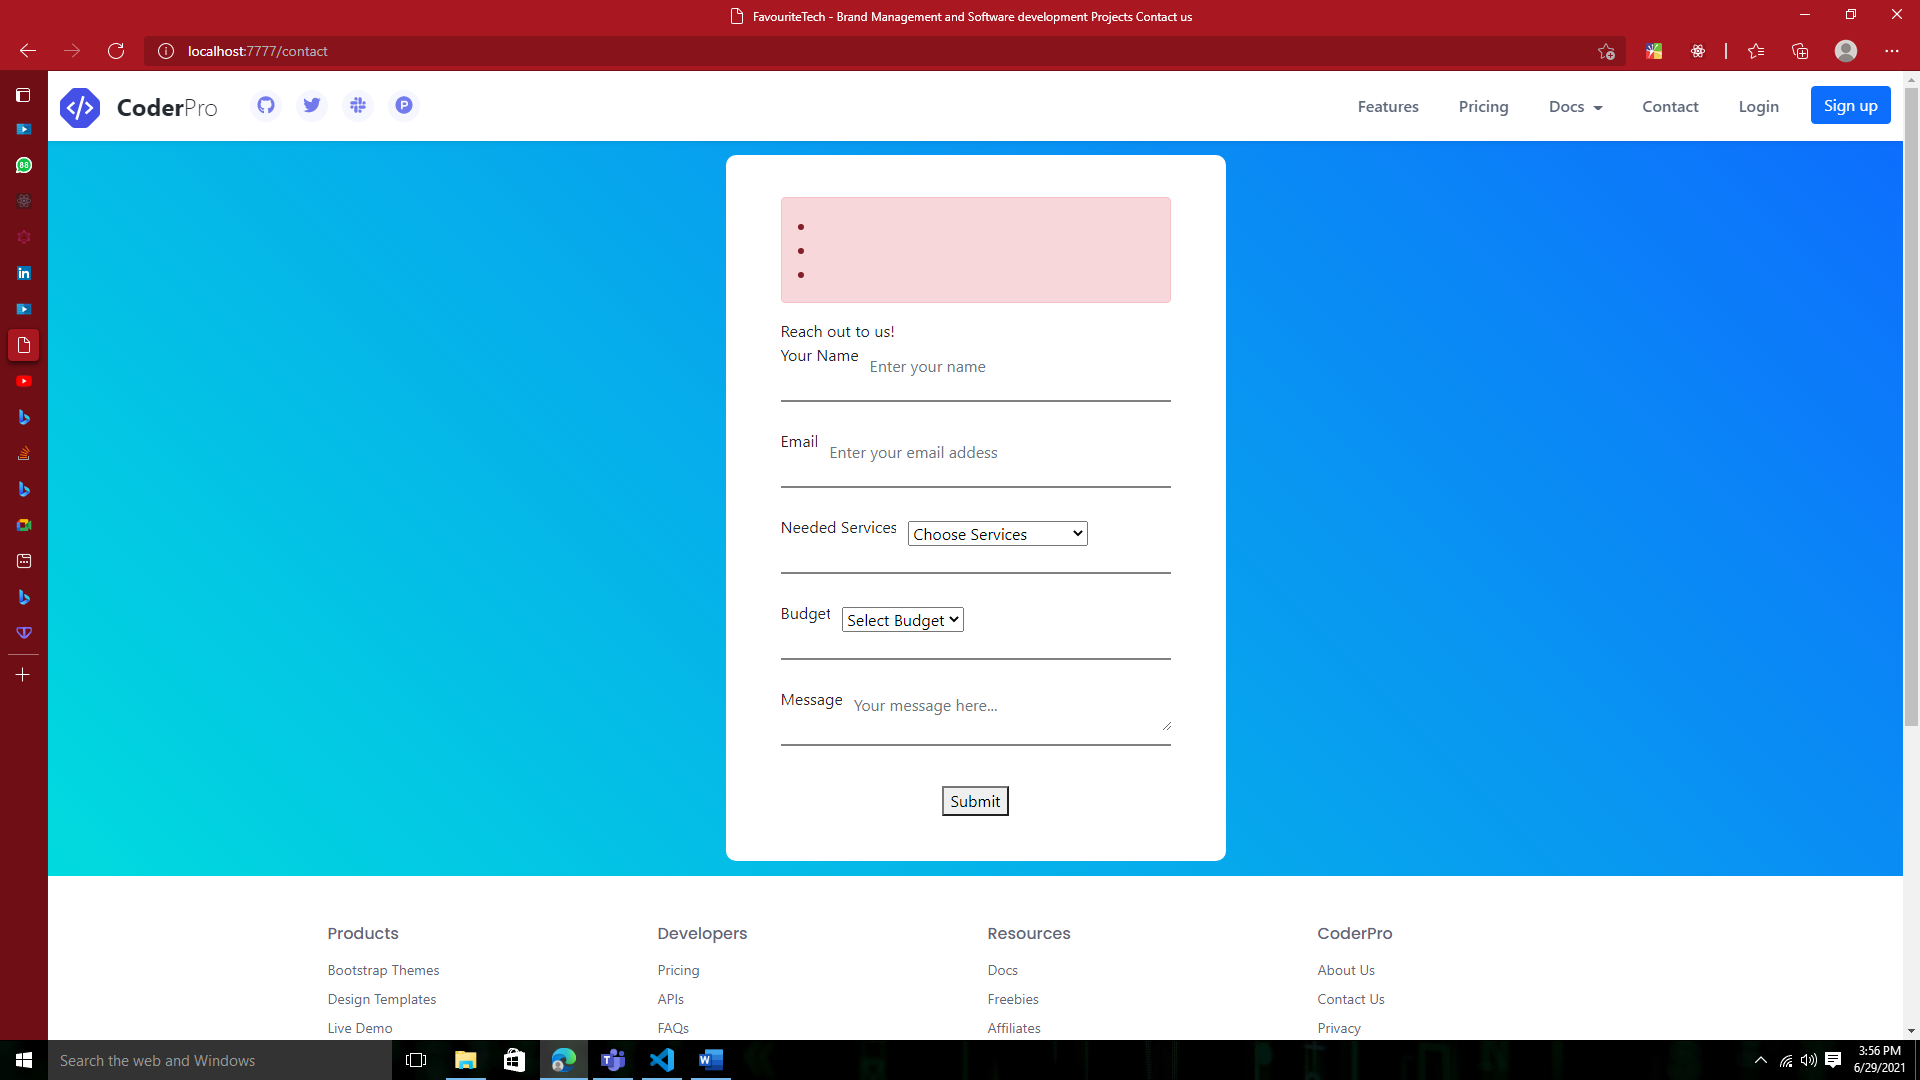 FavouriteTech - Brand Management and Software development Projects Contact us
localhost:7777/contact
CoderPro
Features
Pricing
Docs
Contact
Login
Sign up
88
Reach out to us!
Your Name
Enter your name
Email
Enter your email addess
Needed Services
Choose Services
Budget
Select Budget
Message
Your message here...
Submit
Products
Developers
Resources
CoderPro
Bootstrap Themes
Pricing
Docs
About Us
Design Templates
APIs
Freebies
Contact Us
Live Demo
FAQs
Affiliates
Privacy
Search the web and Windows
3:56 PM
6/29/2021